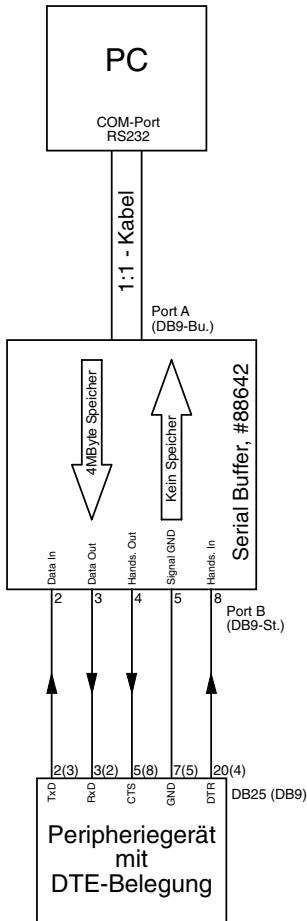 PC
COM-Port
RS232
1:1 - Kabel
Port A
(DB9-Bu.)
4MByte Speicher
Kein Speicher
Serial Buffer, #88642
Data In
Data Out
Hands. Out
Signal GND
Hands. In
2
3
4
5
8
Port B
(DB9-St.)
2(3)
3(2)
5(8)
7(5)
20(4)
DB25 (DB9)
TxD
RxD
CTS
GND
DTR
Peripheriegerät
mit
DTE-Belegung